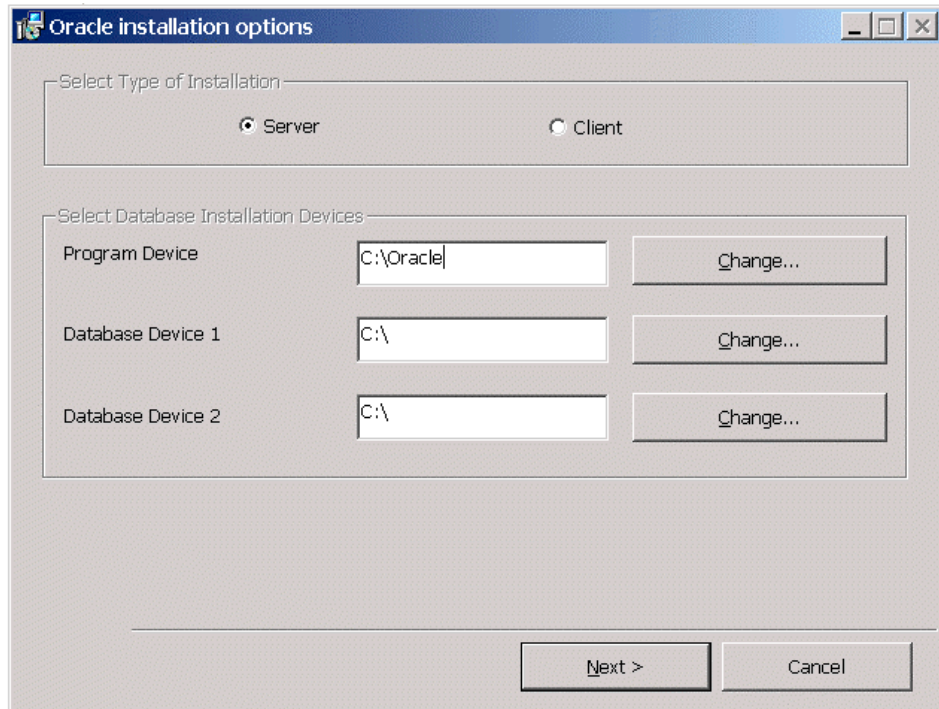 Oracle installation options
Select Type of Installation
Server Client
Select Database Installation Devices
Program Device C:\Oracle Change...
Database Device 1 C:\ Change...
Database Device 2 C:\ Change...
Next > Cancel